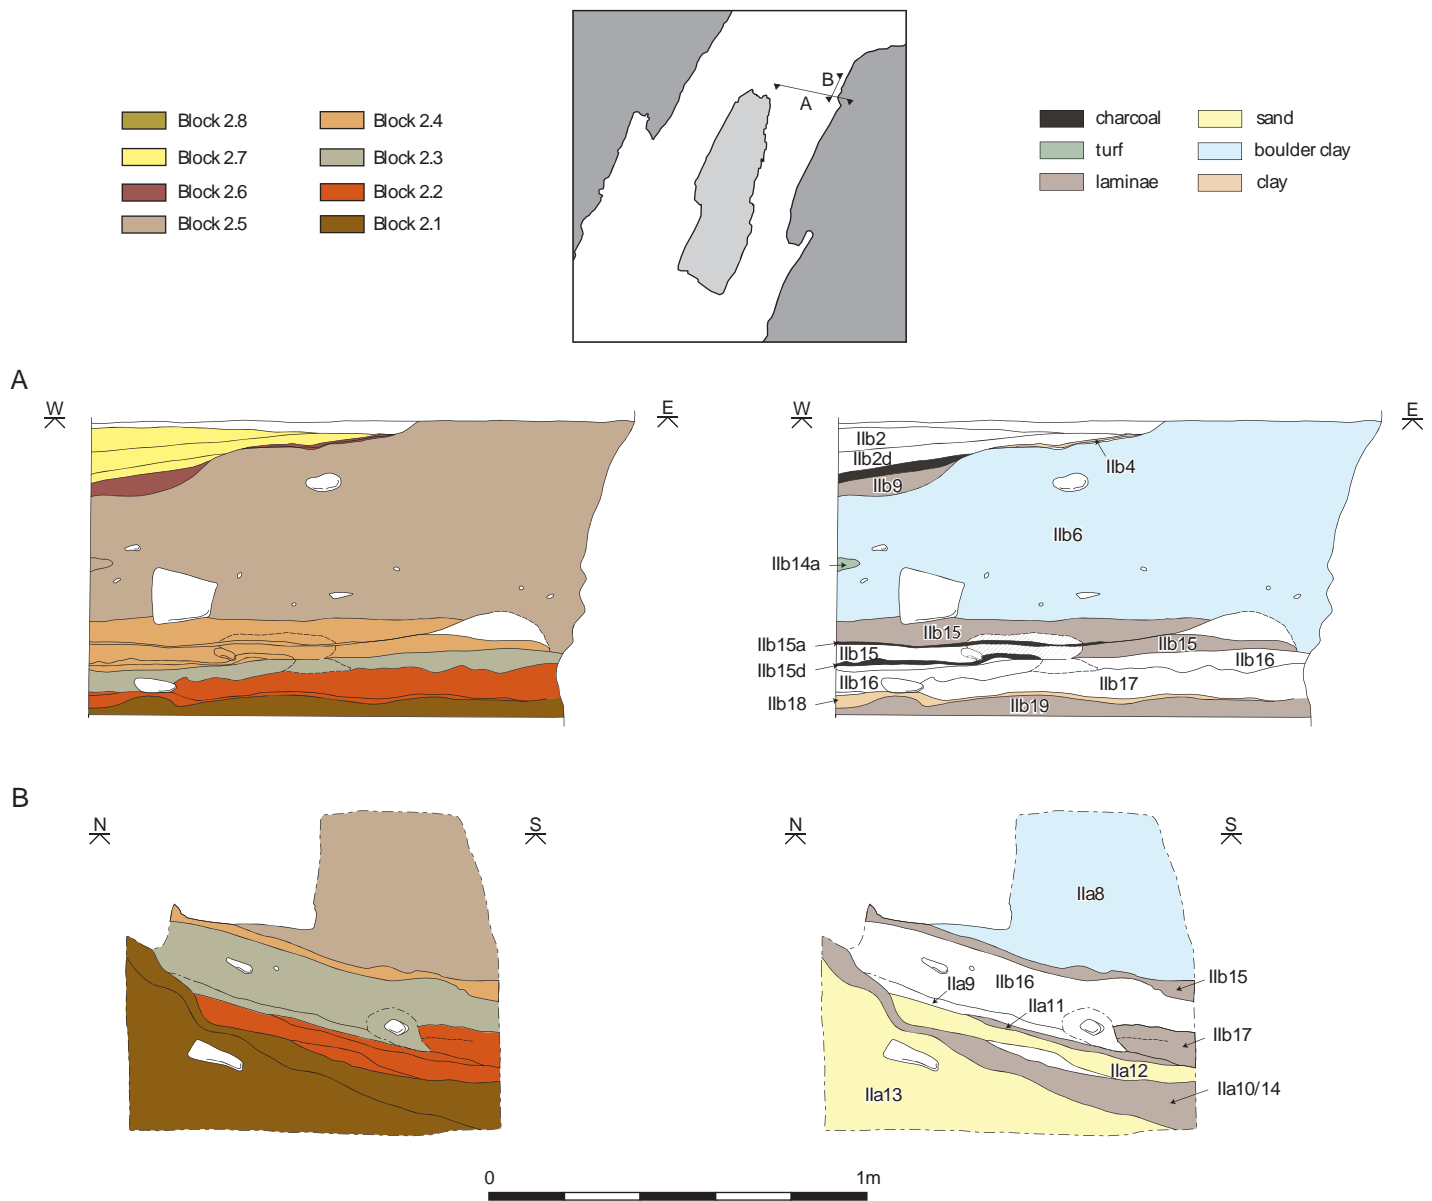 B
A
Block 2.8
Block 2.4
Block 2.7
Block 2.3
Block 2.6
Block 2.2
Block 2.5
Block 2.1
charcoal
sand
turf
boulder clay
laminae
clay
A
W
E
W
E
IIb2
IIb2d
IIb4
IIb9
IIb6
IIb14a
IIb15
IIb15a
IIb15
IIb15
IIb16
IIb15d
IIb16
IIb17
IIb18
IIb19
B
N
S
N
S
IIa8
IIb15
IIa9
IIb16
IIa11
IIb17
IIa12
IIa13
IIa10/14
0
1m